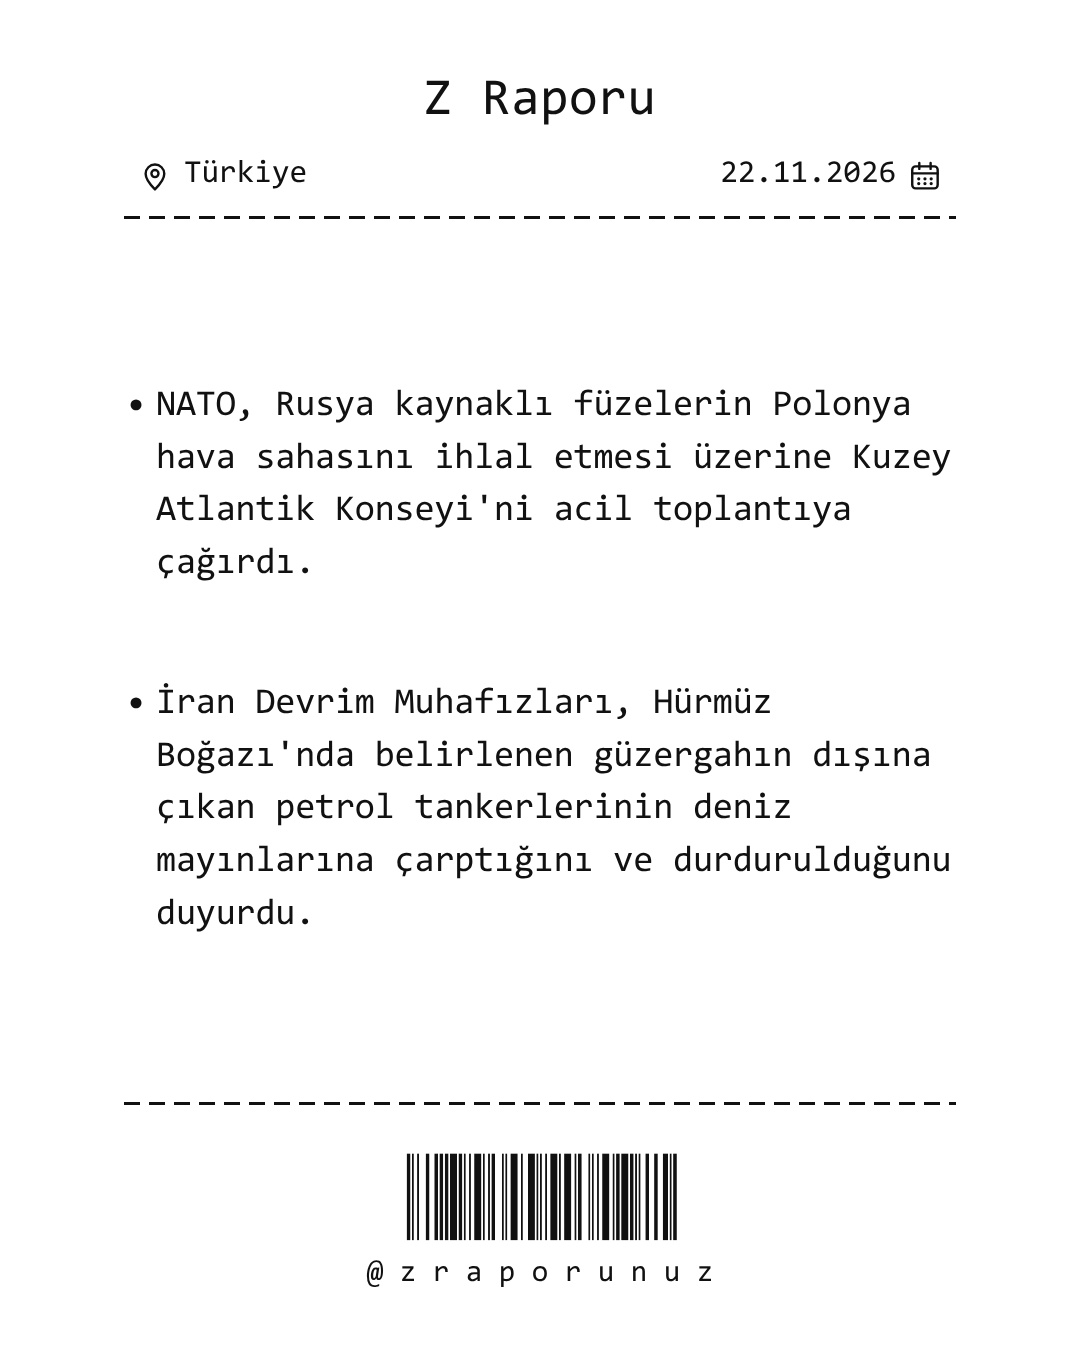 Z Raporu
Türkiye
22.11.2026
• NATO, Rusya kaynaklı füzelerin Polonya
hava sahasını ihlal etmesi üzerine Kuzey
Atlantik Konseyi'ni acil toplantıya
çağırdı.
• İran Devrim Muhafızları, Hürmüz
Boğazı'nda belirlenen güzergahın dışına
çıkan petrol tankerlerinin deniz
mayınlarına çarptığını ve durdurulduğunu
duyurdu.
@zraporunuz